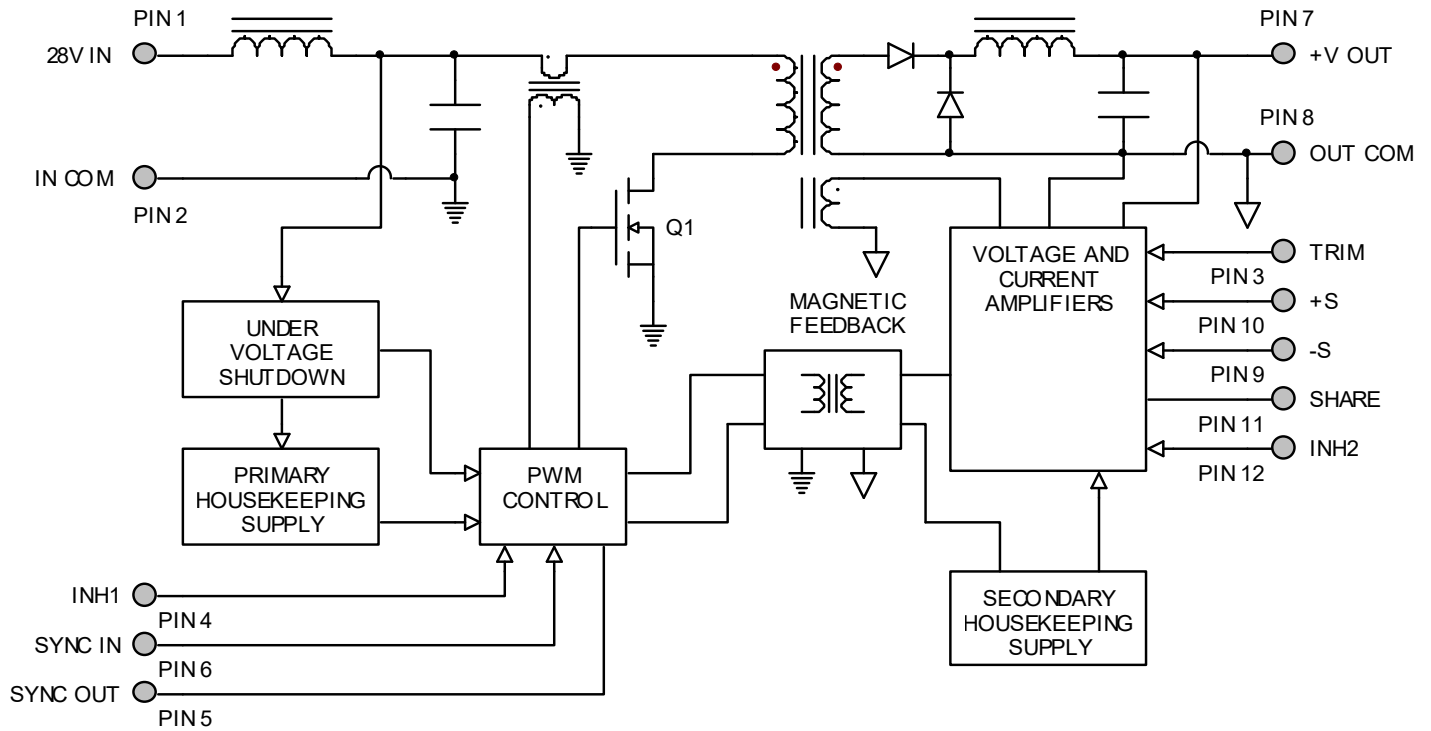 PIN 1
28V IN
IN COM
PIN 2
PIN 7
+V OUT
PIN 8
OUT COM
Q1
VOLTAGE AND
CURRENT
AMPLIFIERS
TRIM
PIN 3
+S
PIN 10
-S
PIN 9
SHARE
PIN 11
INH2
PIN 12
MAGNETIC
FEEDBACK
UNDER
VOLTAGE
SHUTDOWN
PRIMARY
HOUSEKEEPING
SUPPLY
PWM
CONTROL
SECONDARY
HOUSEKEEPING
SUPPLY
INH1
PIN 4
SYNC IN
PIN 6
SYNC OUT
PIN 5